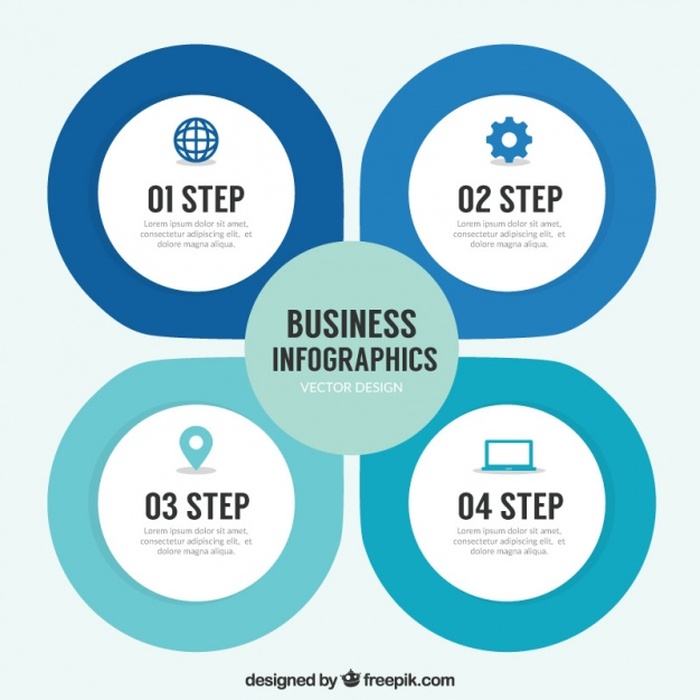 01 STEP
Lorem ipsum dolor sit amet,
consectetur adipiscing elit, et
dolore magna aliqua.
02 STEP
Lorem ipsum dolor sit amet,
consectetur adipiscing elit, et
dolore magna aliqua.
BUSINESS
INFOGRAPHICS
VECTOR DESIGN
03 STEP
Lorem ipsum dolor sit amet,
consectetur adipiscing elit, et
dolore magna aliqua.
04 STEP
Lorem ipsum dolor sit amet,
consectetur adipiscing elit, et
dolore magna aliqua.
designed by freepik.com